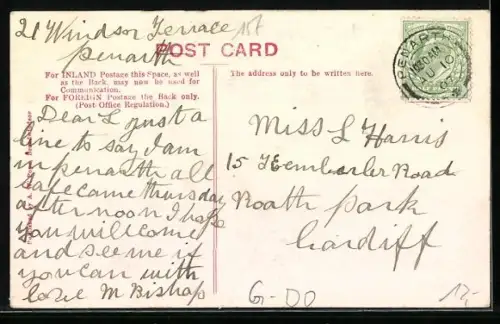 21 Windsor Terrace
Penarth
15f
POST CARD
For INLAND Postage this Space, as well
as the Back, may now be used for
Communication.
For FOREIGN Postage the Back only.
(Post Office Regulation.)
The address only to be written here.
PENARTH
Dear L just a
line to say I am
in penarth all
safe came thursday
afternoon I hope
you will come
and see me if
you can with
love M Bishop
Miss L Harris
15 Road
Roath Park
Cardiff
G-DO
17,-